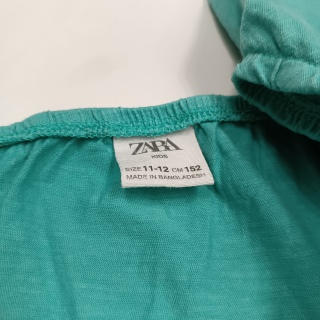 ZARA
KIDS
SIZE 11-12 CM 152
MADE IN BANGLADESH